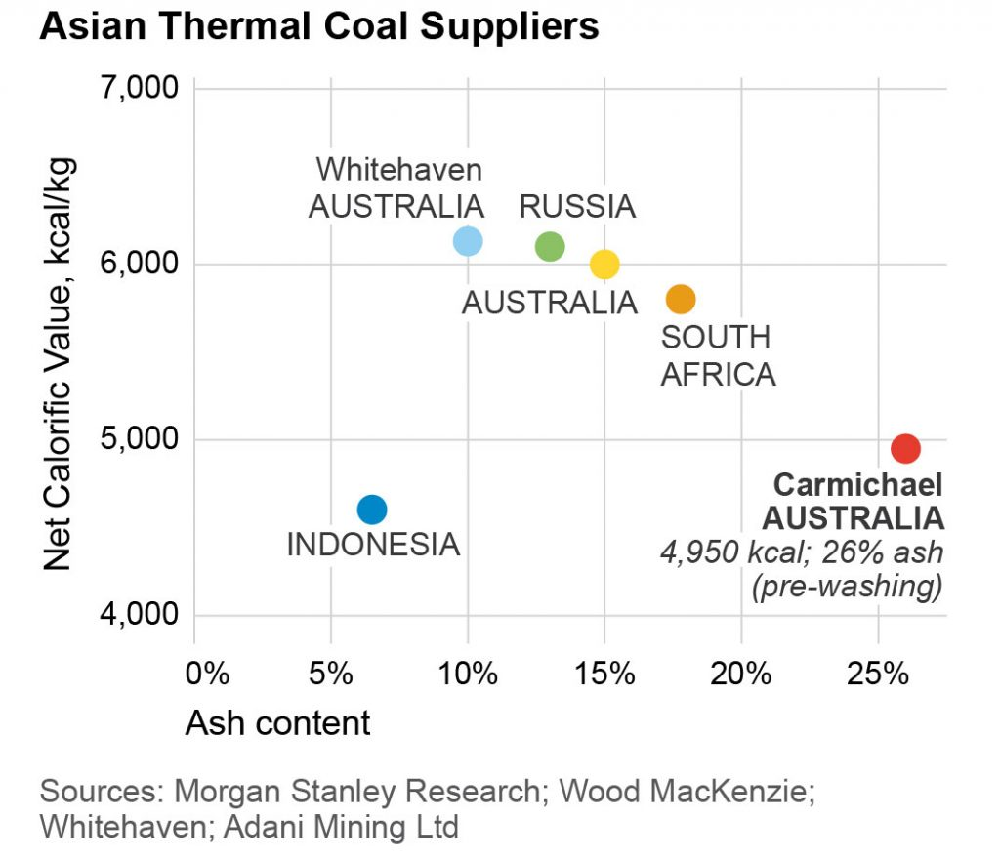 Asian Thermal Coal Suppliers
Net Calorific Value, kcal/kg
7,000
6,000
5,000
4,000
Whitehaven
AUSTRALIA
RUSSIA
AUSTRALIA
SOUTH
AFRICA
INDONESIA
Carmichael
AUSTRALIA
4,950 kcal; 26% ash
(pre-washing)
0% 5% 10% 15% 20% 25%
Ash content
Sources: Morgan Stanley Research; Wood MacKenzie;
Whitehaven; Adani Mining Ltd